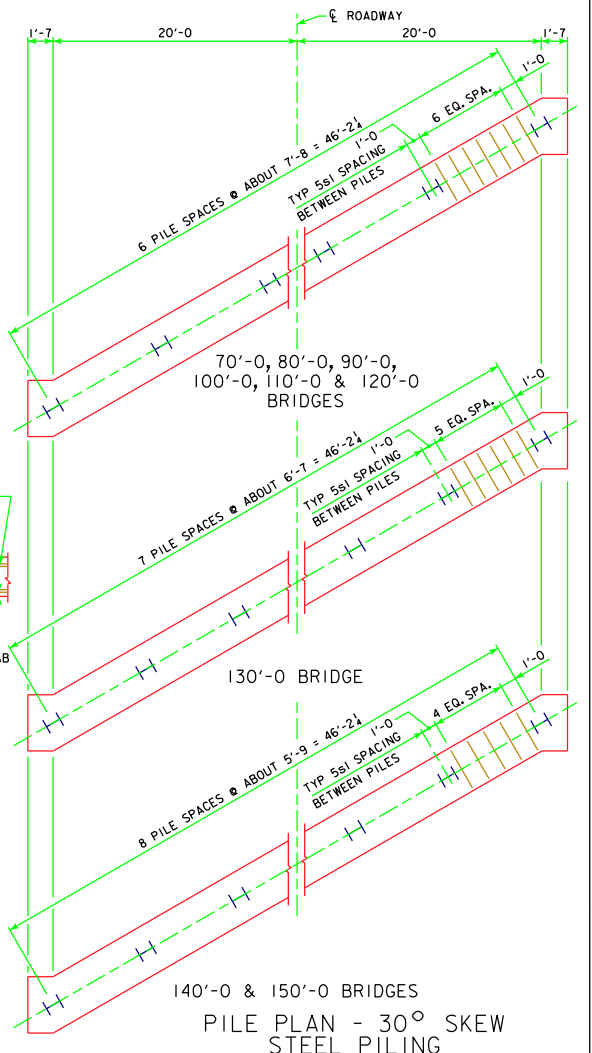 ℄ ROADWAY
1'-7 20'-0 20'-0 1'-7
6 PILE SPACES @ ABOUT 7'-8 = 46'-2¼
TYP 5s1 SPACING
BETWEEN PILES
1'-0
6 EQ. SPA.
1'-0
70'-0, 80'-0, 90'-0,
100'-0, 110'-0 & 120'-0
BRIDGES
7 PILE SPACES @ ABOUT 6'-7 = 46'-2¼
TYP 5s1 SPACING
BETWEEN PILES
1'-0
5 EQ. SPA.
1'-0
AB
130'-0 BRIDGE
8 PILE SPACES @ ABOUT 5'-9 = 46'-2¼
TYP 5s1 SPACING
BETWEEN PILES
1'-0
4 EQ. SPA.
1'-0
140'-0 & 150'-0 BRIDGES
PILE PLAN - 30° SKEW
STEEL PILING